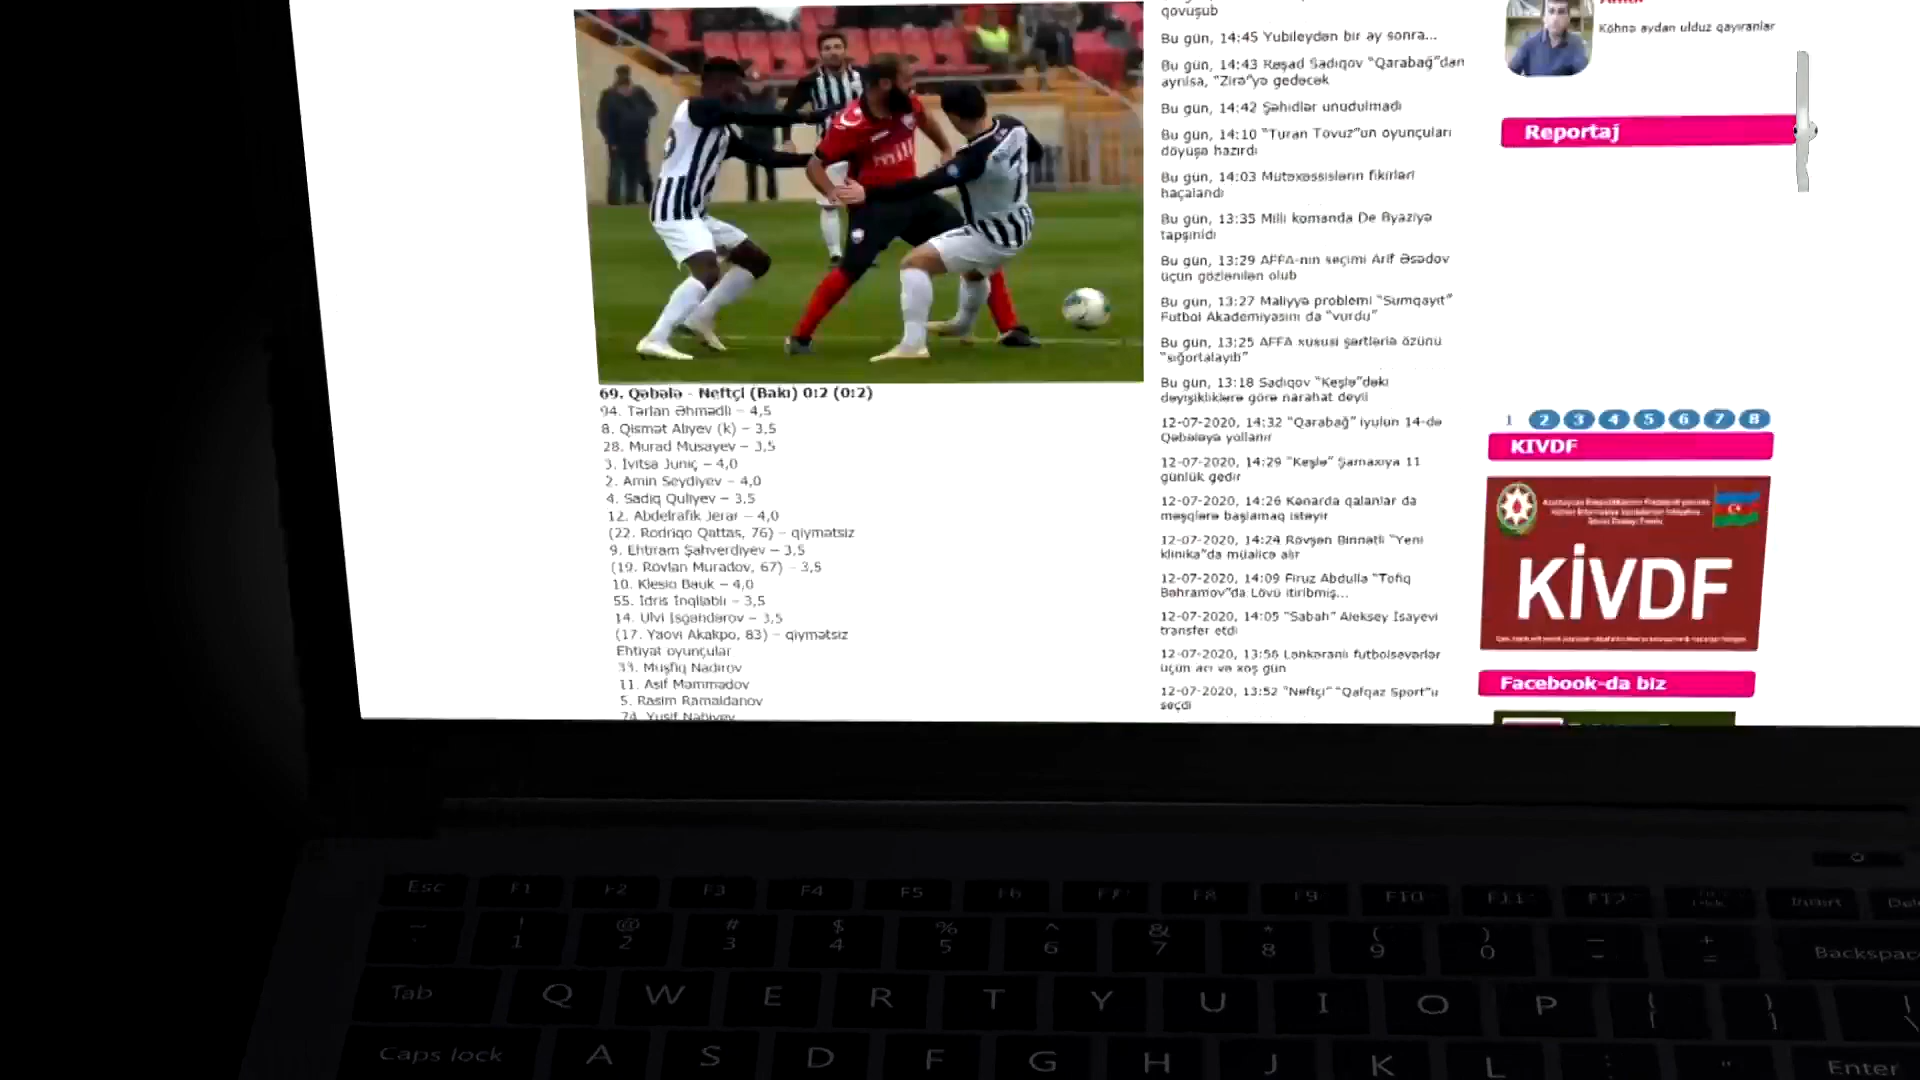 69. Qəbələ - Neftçi (Bakı) 0:2 (0:2)
94. Tərlan Əhmədli – 4,5
8. Qismət Alıyev (k) – 3,5
28. Murad Musayev – 3,5
3. İvitsa Juniç – 4,0
2. Amin Seydiyev – 4,0
4. Sadiq Quliyev – 3,5
12. Abdelrafik Jerar – 4,0
(22. Rodriqo Qattas, 76) – qiymətsiz
9. Ehtiram Şahverdiyev – 3,5
(19. Rövlan Muradov, 67) – 3,5
10. Klesio Bauk – 4,0
55. İdris İnqilablı – 3,5
14. Ulvi İsgəndərov – 3,5
(17. Yaovi Akakpo, 83) – qiymətsiz
Ehtiyat oyunçular
33. Müşfiq Nadirov
11. Asif Məmmədov
5. Rasim Ramaldanov
74. Yusif Nəbiyev
qovuşub
Bu gün, 14:45 Yubileydən bir ay sonra...
Bu gün, 14:43 Rəşad Sadıqov "Qarabağ"dan
ayrılsa, "Zirə"yə gedəcək
Bu gün, 14:42 Şəhidlər unudulmadı
Bu gün, 14:10 "Turan Tovuz"un oyunçuları
döyüşə hazırdı
Bu gün, 14:03 Mütəxəssislərin fikirləri
haçalandı
Bu gün, 13:35 Milli komanda De Byaziyə
tapşırıldı
Bu gün, 13:29 AFFA-nın seçimi Arif Əsədov
üçün gözlənilən olub
Bu gün, 13:27 Maliyyə problemi "Sumqayıt"
Futbol Akademiyasını da "vurdu"
Bu gün, 13:25 AFFA xüsusi şərtlərlə özünü
"sığortalayıb"
Bu gün, 13:18 Sadıqov "Keşlə"dəki
dəyişikliklərə görə narahat deyil
12-07-2020, 14:32 "Qarabağ" iyulun 14-də
Qəbələyə yollanır
12-07-2020, 14:29 "Keşlə" Şamaxıya 11
günlük gedir
12-07-2020, 14:26 Kənarda qalanlar da
məşqlərə başlamaq istəyir
12-07-2020, 14:24 Rövşən Binnətli "Yeni
klinika"da müalicə alır
12-07-2020, 14:09 Firuz Abdulla "Tofiq
Bəhramov"da Lövü itiribmiş...
12-07-2020, 14:05 "Sabah" Aleksey İsayevi
transfer etdi
12-07-2020, 13:56 Lənkəranlı futbolsevərlər
üçün acı və xoş gün
12-07-2020, 13:52 "Neftçi" "Qafqaz Sport"u
seçdi
Köhnə aydan ulduz qayıranlar
Reportaj
1 2 3 4 5 6 7 8
KIVDF
KİVDF
Facebook-da biz
Esc F1 F2 F3 F4 F5 F6 F7 F8 F9 F10 F11 F12 Insert
! @ # $ % ^ & * ( ) _ +
1 2 3 4 5 6 7 8 9 0 - = Backspac
Tab Q W E R T Y U I O P { }
[ ] \
Caps lock A S D F G H J K L : " Enter